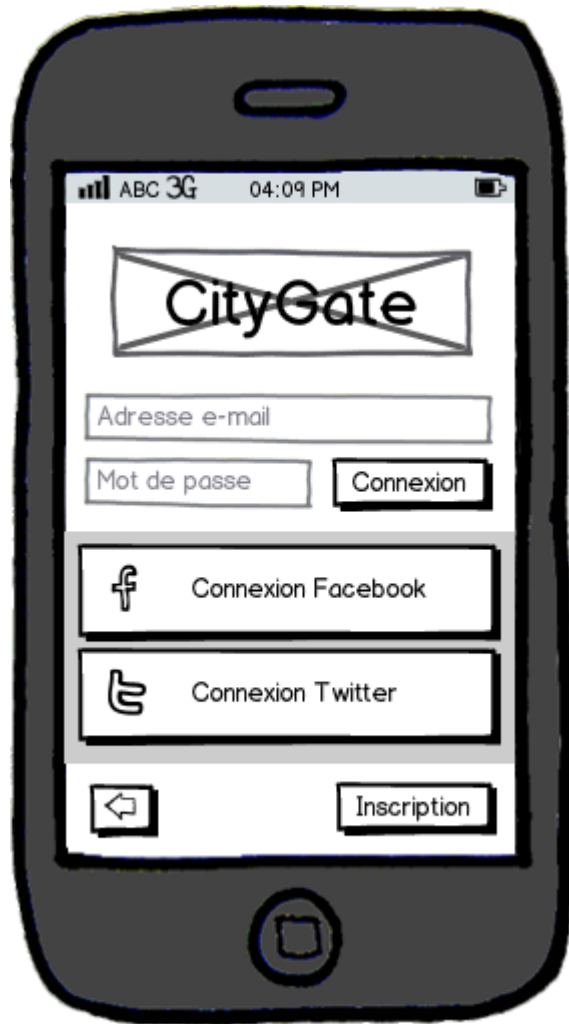 ABC 3G 04:09 PM
CityGate
Adresse e-mail
Mot de passe Connexion
Connexion Facebook
Connexion Twitter
Inscription